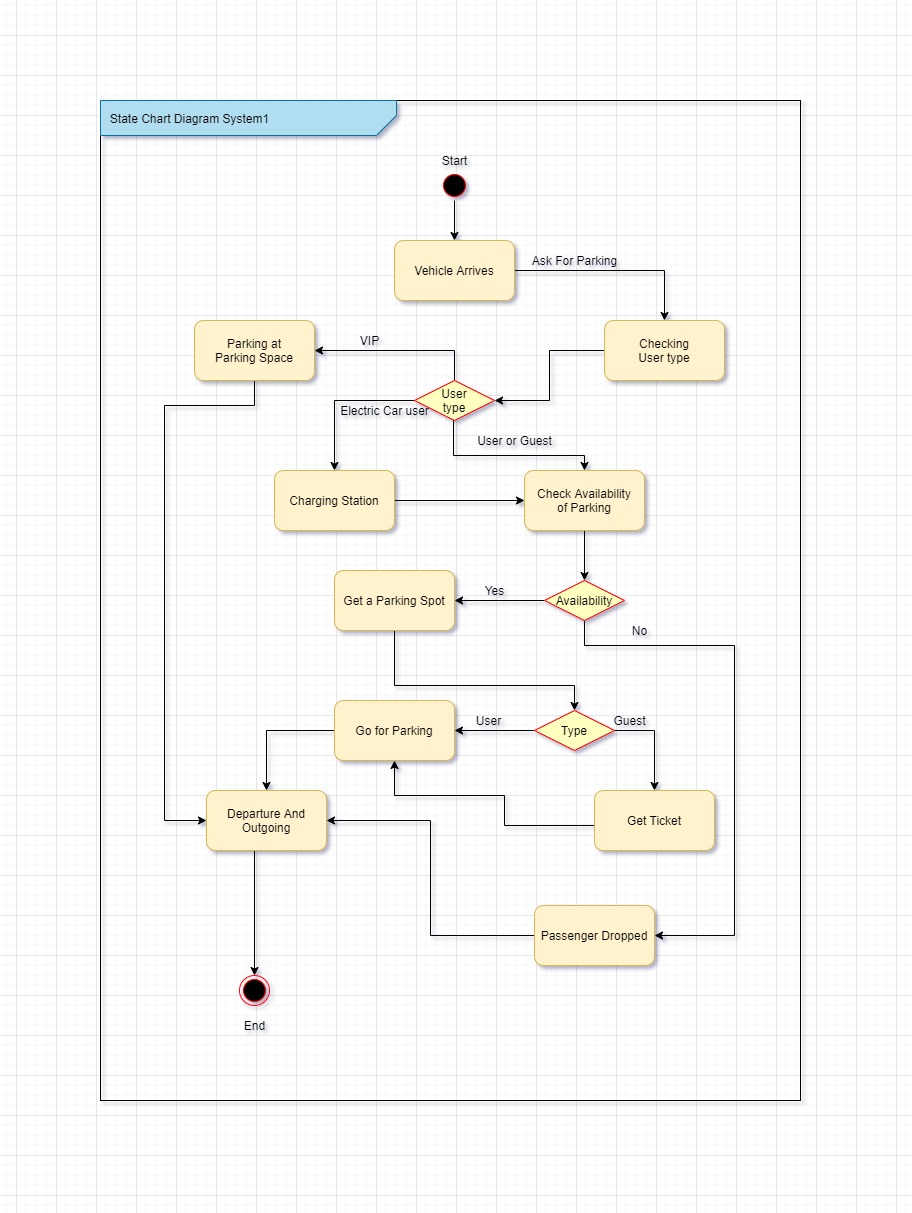 State Chart Diagram System1
Start
Vehicle Arrives
Ask For Parking
Parking at
Parking Space
VIP
Checking
User type
User
type
Electric Car user
User or Guest
Charging Station
Check Availability
of Parking
Get a Parking Spot
Yes
Availability
No
Go for Parking
User
Type
Guest
Departure And
Outgoing
Get Ticket
Passenger Dropped
End